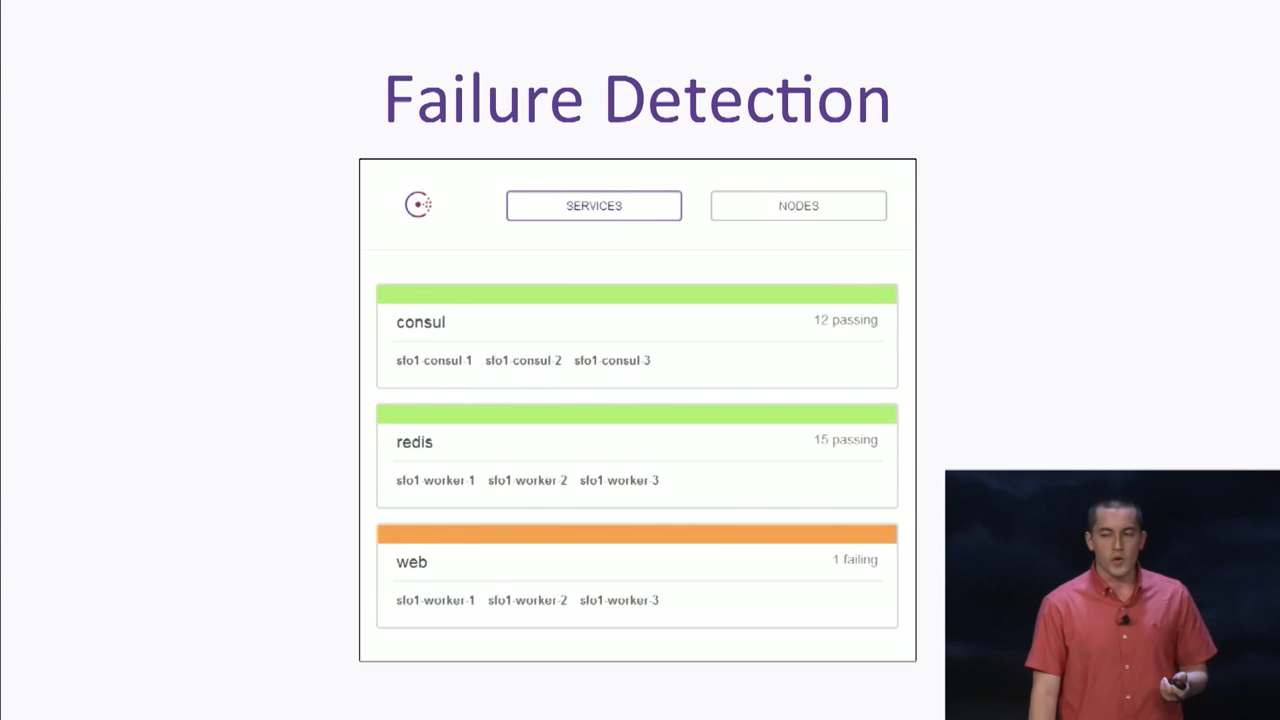 Failure Detection
SERVICES NODES
consul 12 passing
sfo1-consul-1 sfo1-consul-2 sfo1-consul-3
redis 15 passing
sfo1-worker-1 sfo1-worker-2 sfo1-worker-3
web 1 failing
sfo1-worker-1 sfo1-worker-2 sfo1-worker-3